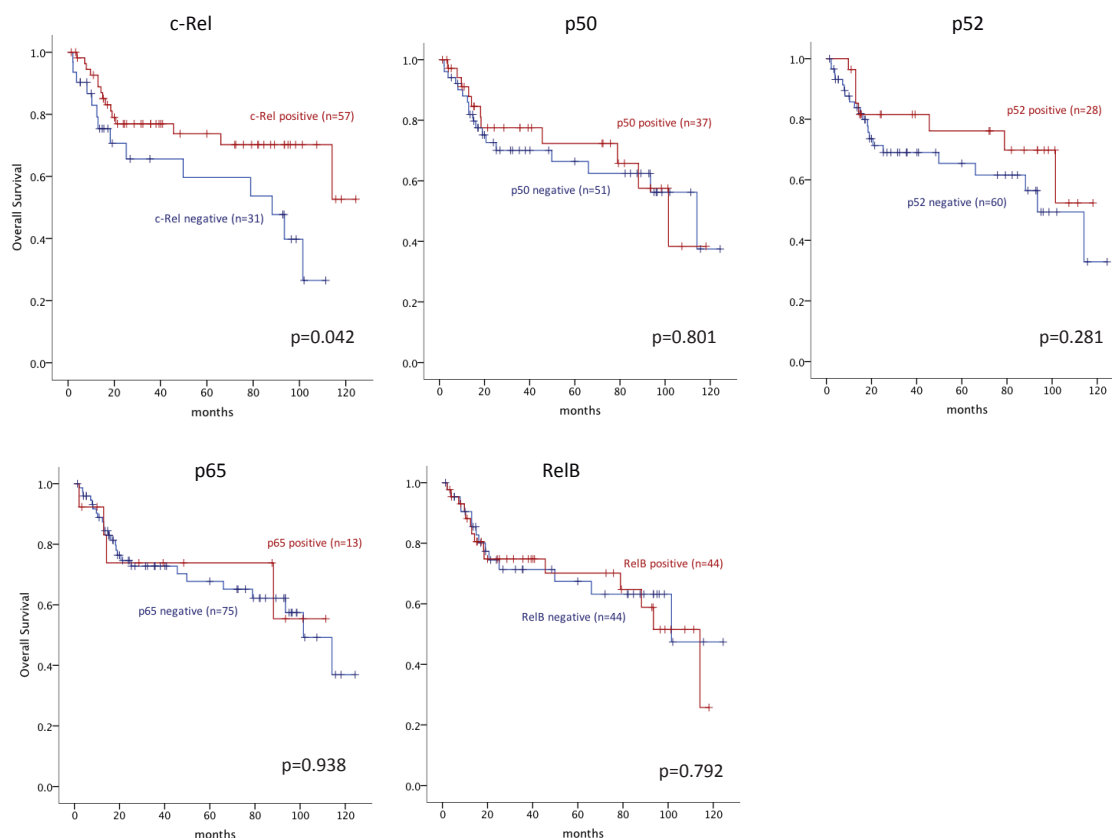 c-Rel
1.0
0.8
0.6
0.4
0.2
0.0
Overall Survival
c-Rel positive (n=57)
c-Rel negative (n=31)
p=0.042
0 20 40 60 80 100 120
months
p50
1.0
0.8
0.6
0.4
0.2
0.0
p50 positive (n=37)
p50 negative (n=51)
p=0.801
0 20 40 60 80 100 120
months
p52
1.0
0.8
0.6
0.4
0.2
0.0
p52 positive (n=28)
p52 negative (n=60)
p=0.281
0 20 40 60 80 100 120
months
p65
1.0
0.8
0.6
0.4
0.2
0.0
Overall Survival
p65 positive (n=13)
p65 negative (n=75)
p=0.938
0 20 40 60 80 100 120
months
RelB
1.0
0.8
0.6
0.4
0.2
0.0
RelB positive (n=44)
RelB negative (n=44)
p=0.792
0 20 40 60 80 100 120
months